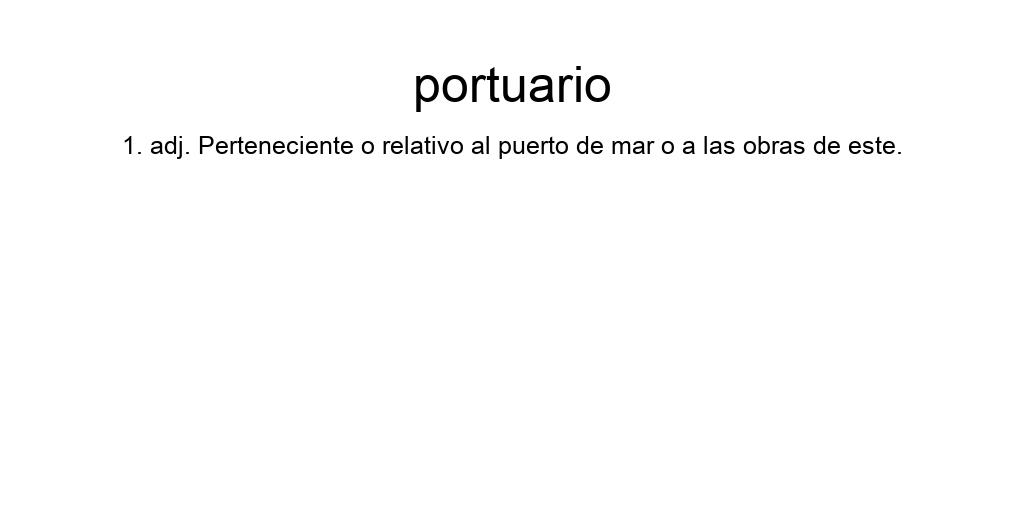 portuario
1. adj. Perteneciente o relativo al puerto de mar o a las obras de este.